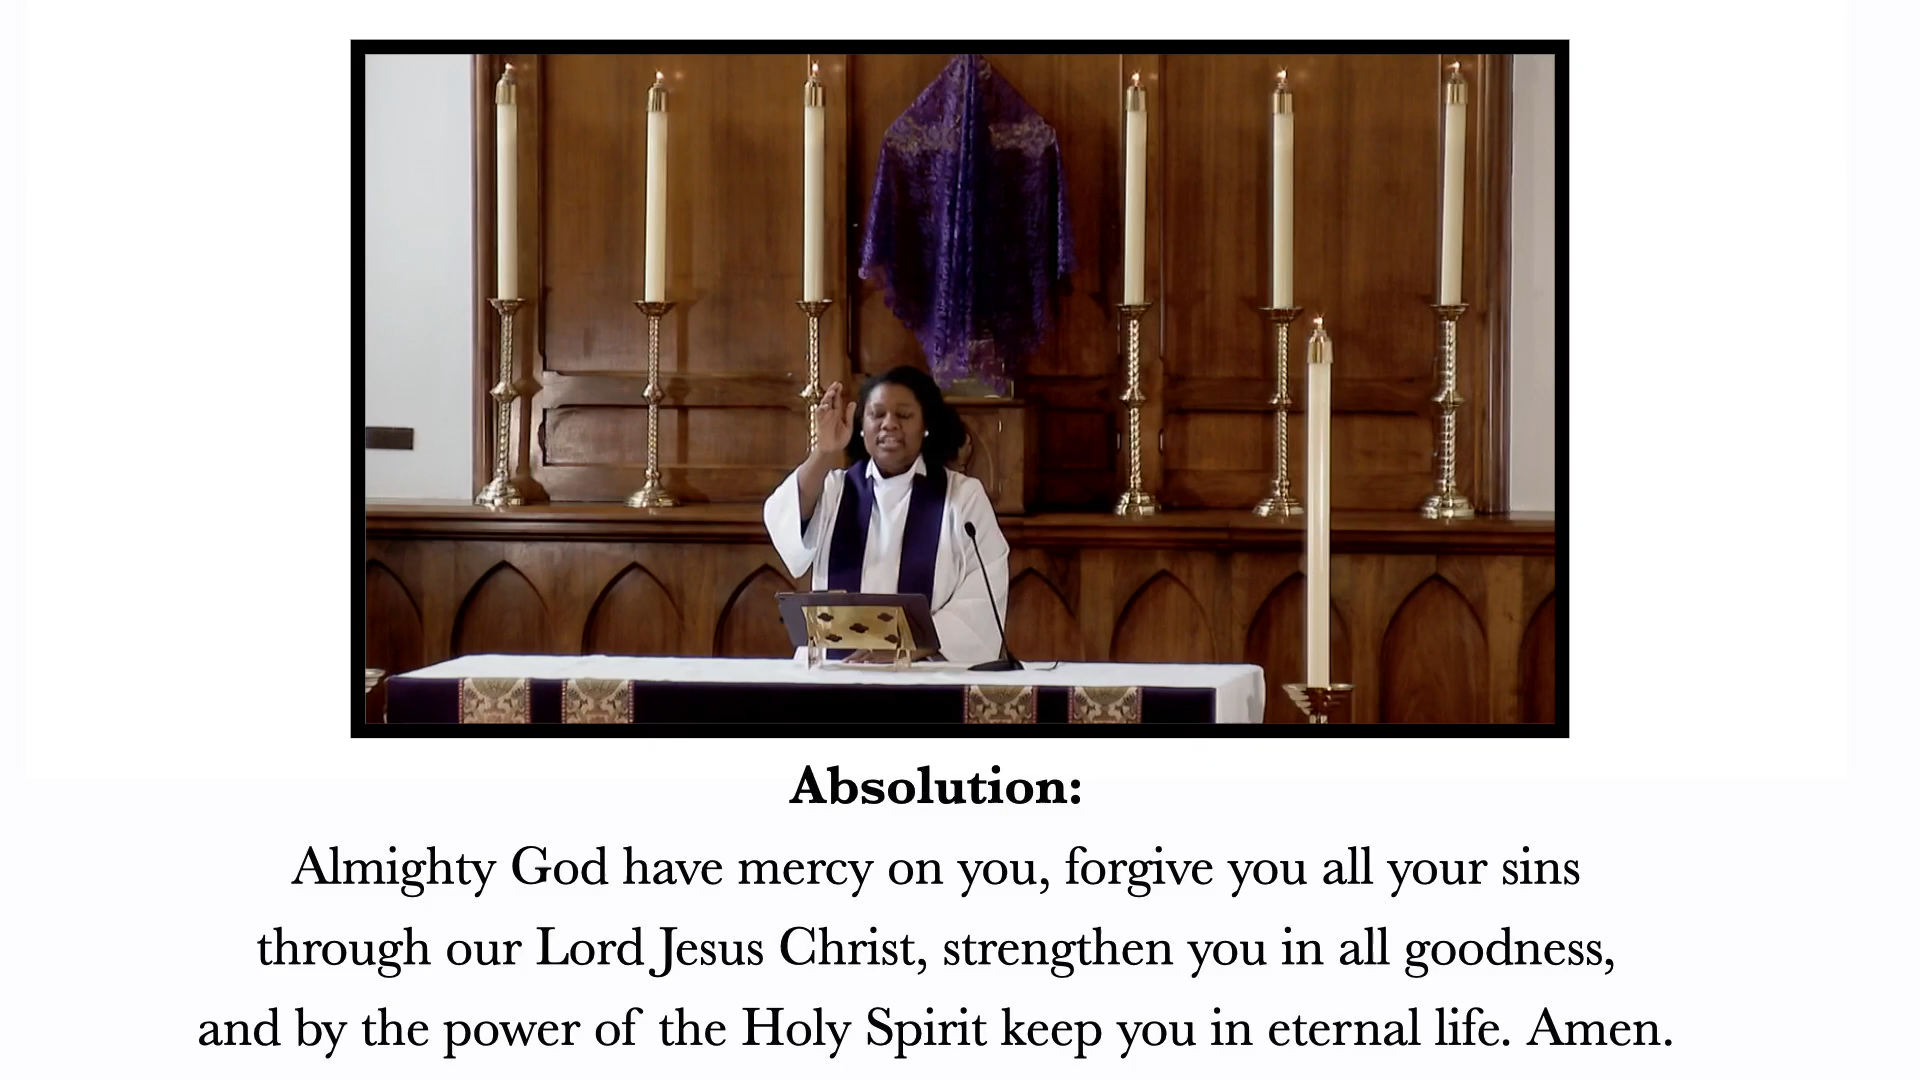 Absolution:
Almighty God have mercy on you, forgive you all your sins
through our Lord Jesus Christ, strengthen you in all goodness,
and by the power of the Holy Spirit keep you in eternal life. Amen.